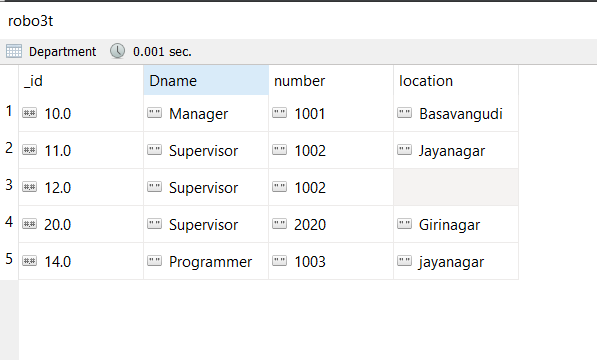 robo3t
Department 0.001 sec.
_id Dname number location
1 #.# 10.0 " " Manager " " 1001 " " Basavangudi
2 #.# 11.0 " " Supervisor " " 1002 " " Jayanagar
3 #.# 12.0 " " Supervisor " " 1002
4 #.# 20.0 " " Supervisor " " 2020 " " Girinagar
5 #.# 14.0 " " Programmer " " 1003 " " jayanagar